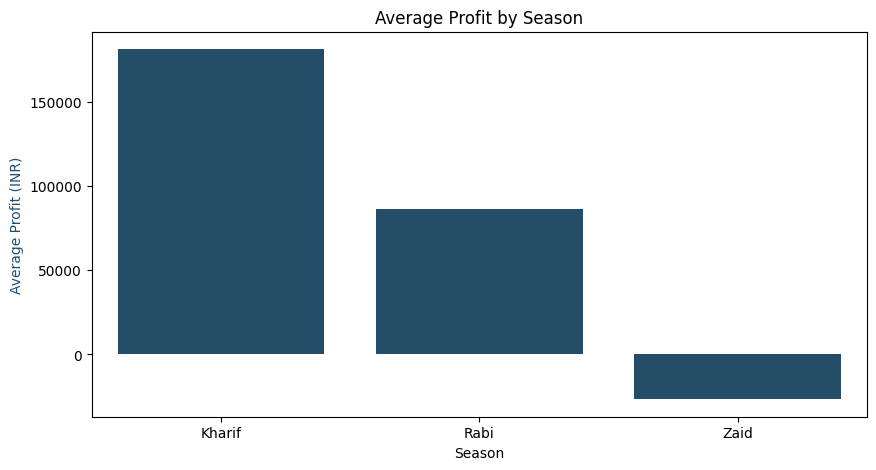 Average Profit by Season
Average Profit (INR)
150000
100000
50000
0
Kharif
Rabi
Zaid
Season